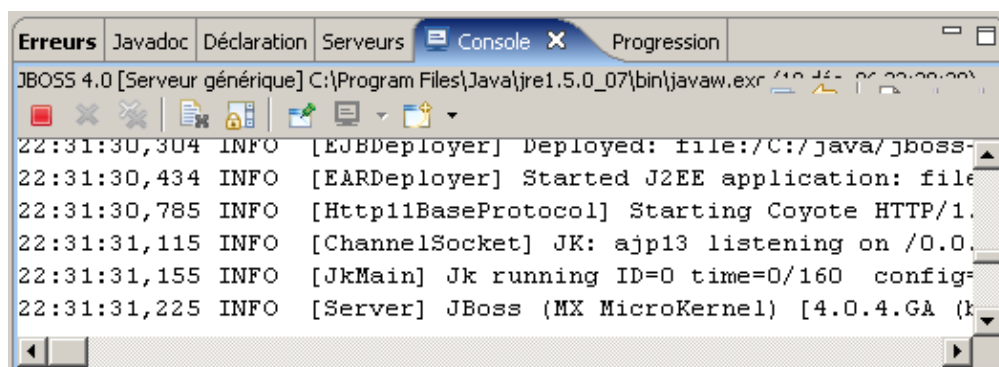 Erreurs Javadoc Déclaration Serveurs Console Progression
JBOSS 4.0 [Serveur générique] C:\Program Files\Java\jre1.5.0_07\bin\javaw.exe
22:31:30,304 INFO [EJBDeployer] Deployed: file:/C:/java/jboss-
22:31:30,434 INFO [EARDeployer] Started J2EE application: file
22:31:30,785 INFO [Http11BaseProtocol] Starting Coyote HTTP/1.
22:31:31,115 INFO [ChannelSocket] JK: ajp13 listening on /0.0.
22:31:31,155 INFO [JkMain] Jk running ID=0 time=0/160 config=
22:31:31,225 INFO [Server] JBoss (MX MicroKernel) [4.0.4.GA (b